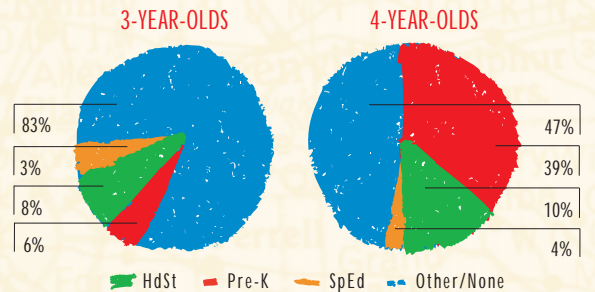 3-YEAR-OLDS
83%
3%
8%
6%
4-YEAR-OLDS
47%
39%
10%
4%
HdSt Pre-K SpEd Other/None